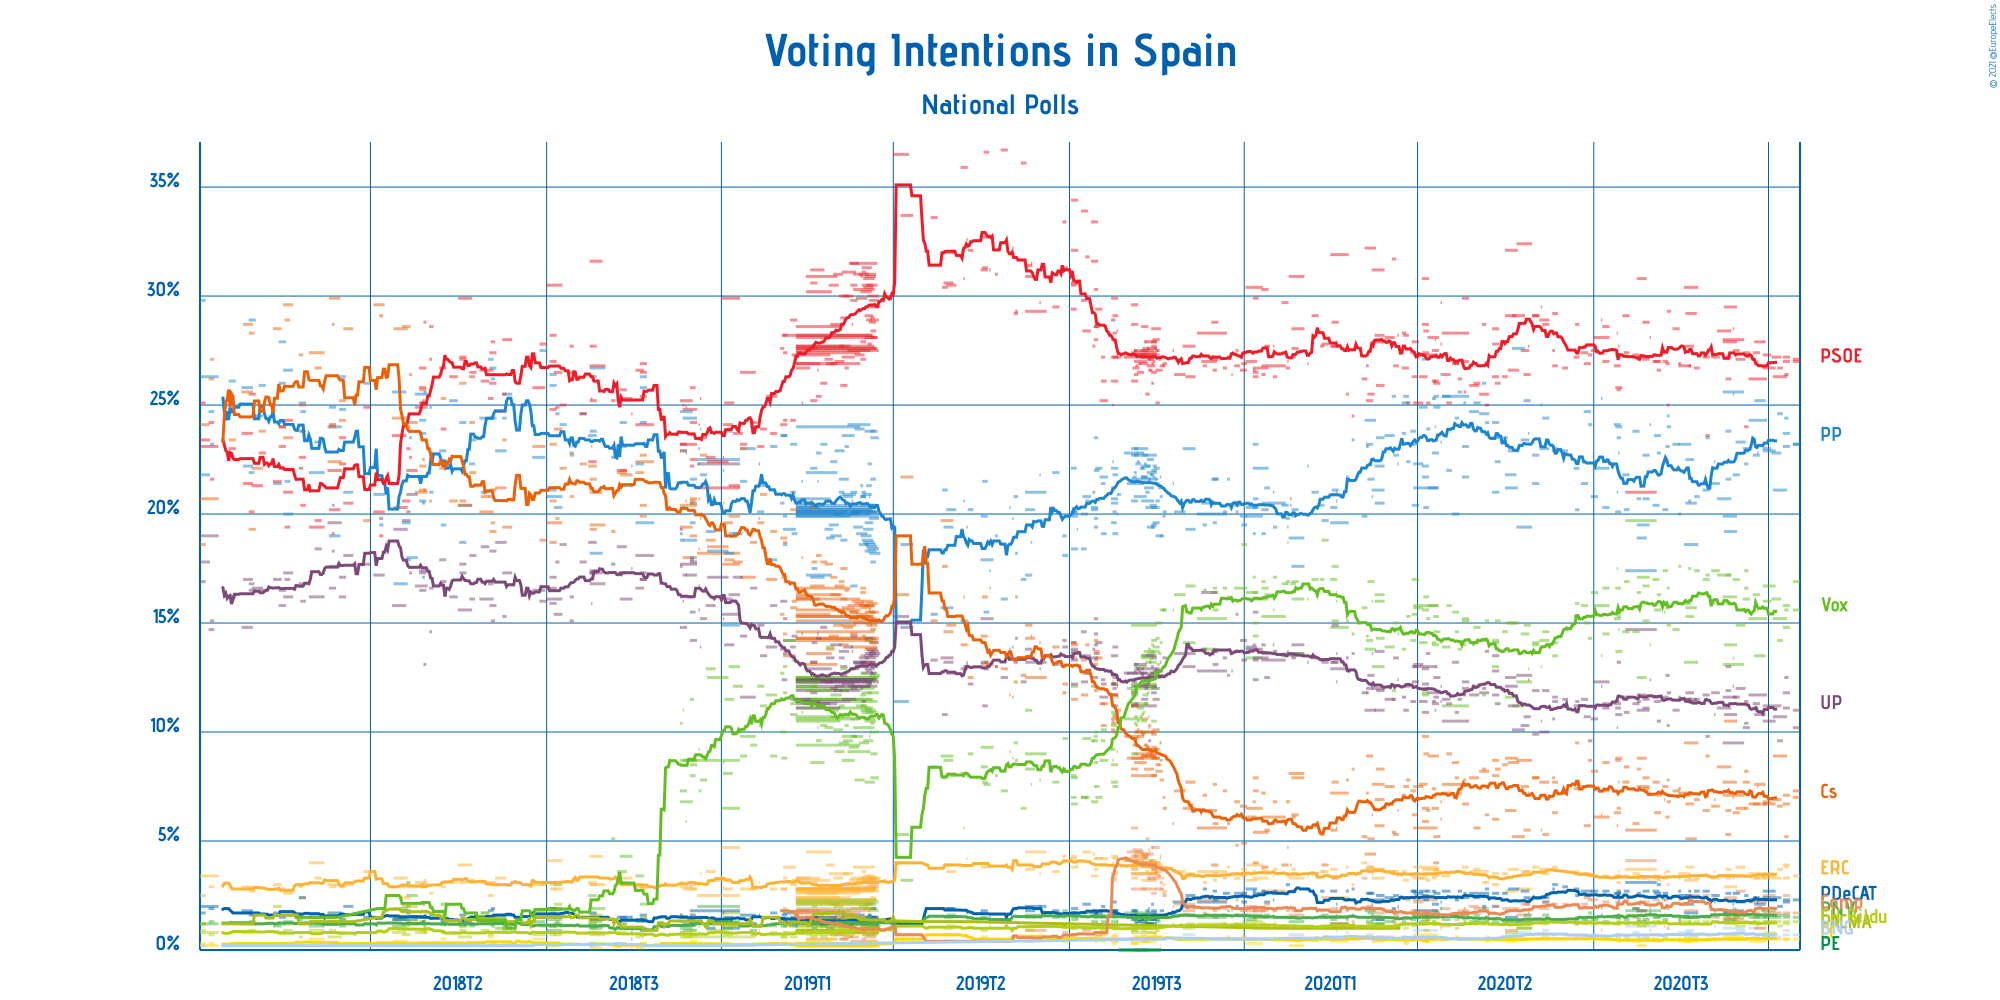 Voting Intentions in Spain
National Polls
© 2021 @EuropeElects
35%
30%
25%
20%
15%
10%
5%
0%
PSOE
PP
Vox
UP
Cs
ERC
PDeCAT
PE
2018T2
2018T3
2019T1
2019T2
2019T3
2020T1
2020T2
2020T3